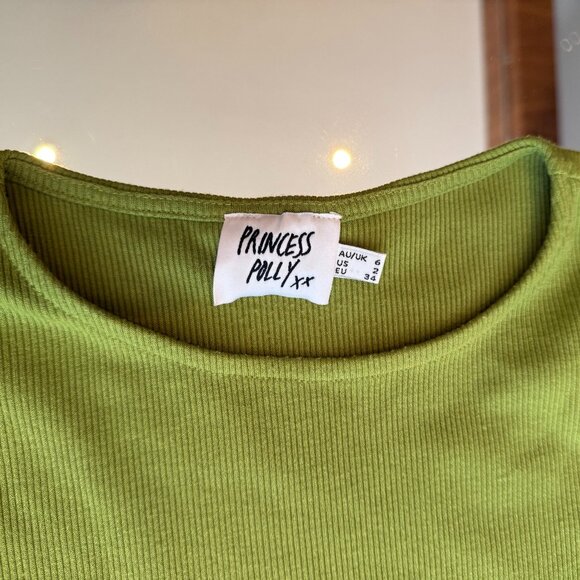 PRINCESS
POLLY xx
AU/UK 6
US 2
EU 34